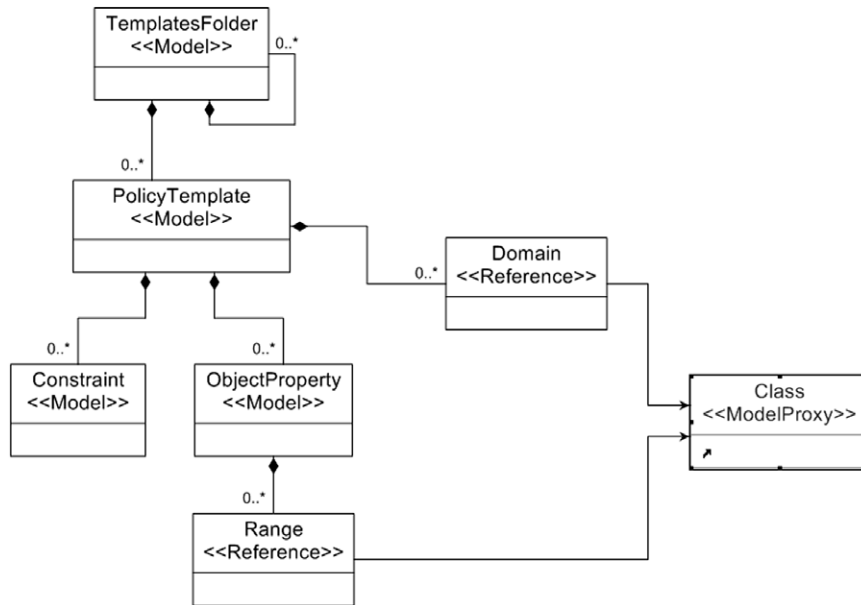 TemplatesFolder
<<Model>>
0..*
0..*
PolicyTemplate
<<Model>>
0..*
Domain
<<Reference>>
0..*
0..*
Constraint
<<Model>>
ObjectProperty
<<Model>>
Class
<<ModelProxy>>
0..*
Range
<<Reference>>